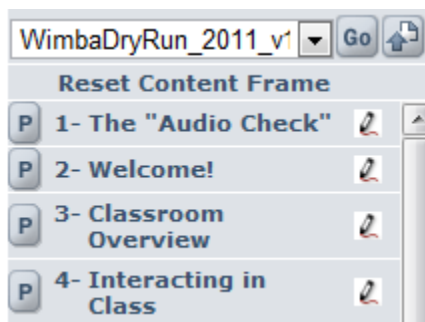 WimbaDryRun_2011_v1 Go
Reset Content Frame
P 1- The "Audio Check"
P 2- Welcome!
P 3- Classroom
Overview
P 4- Interacting in
Class